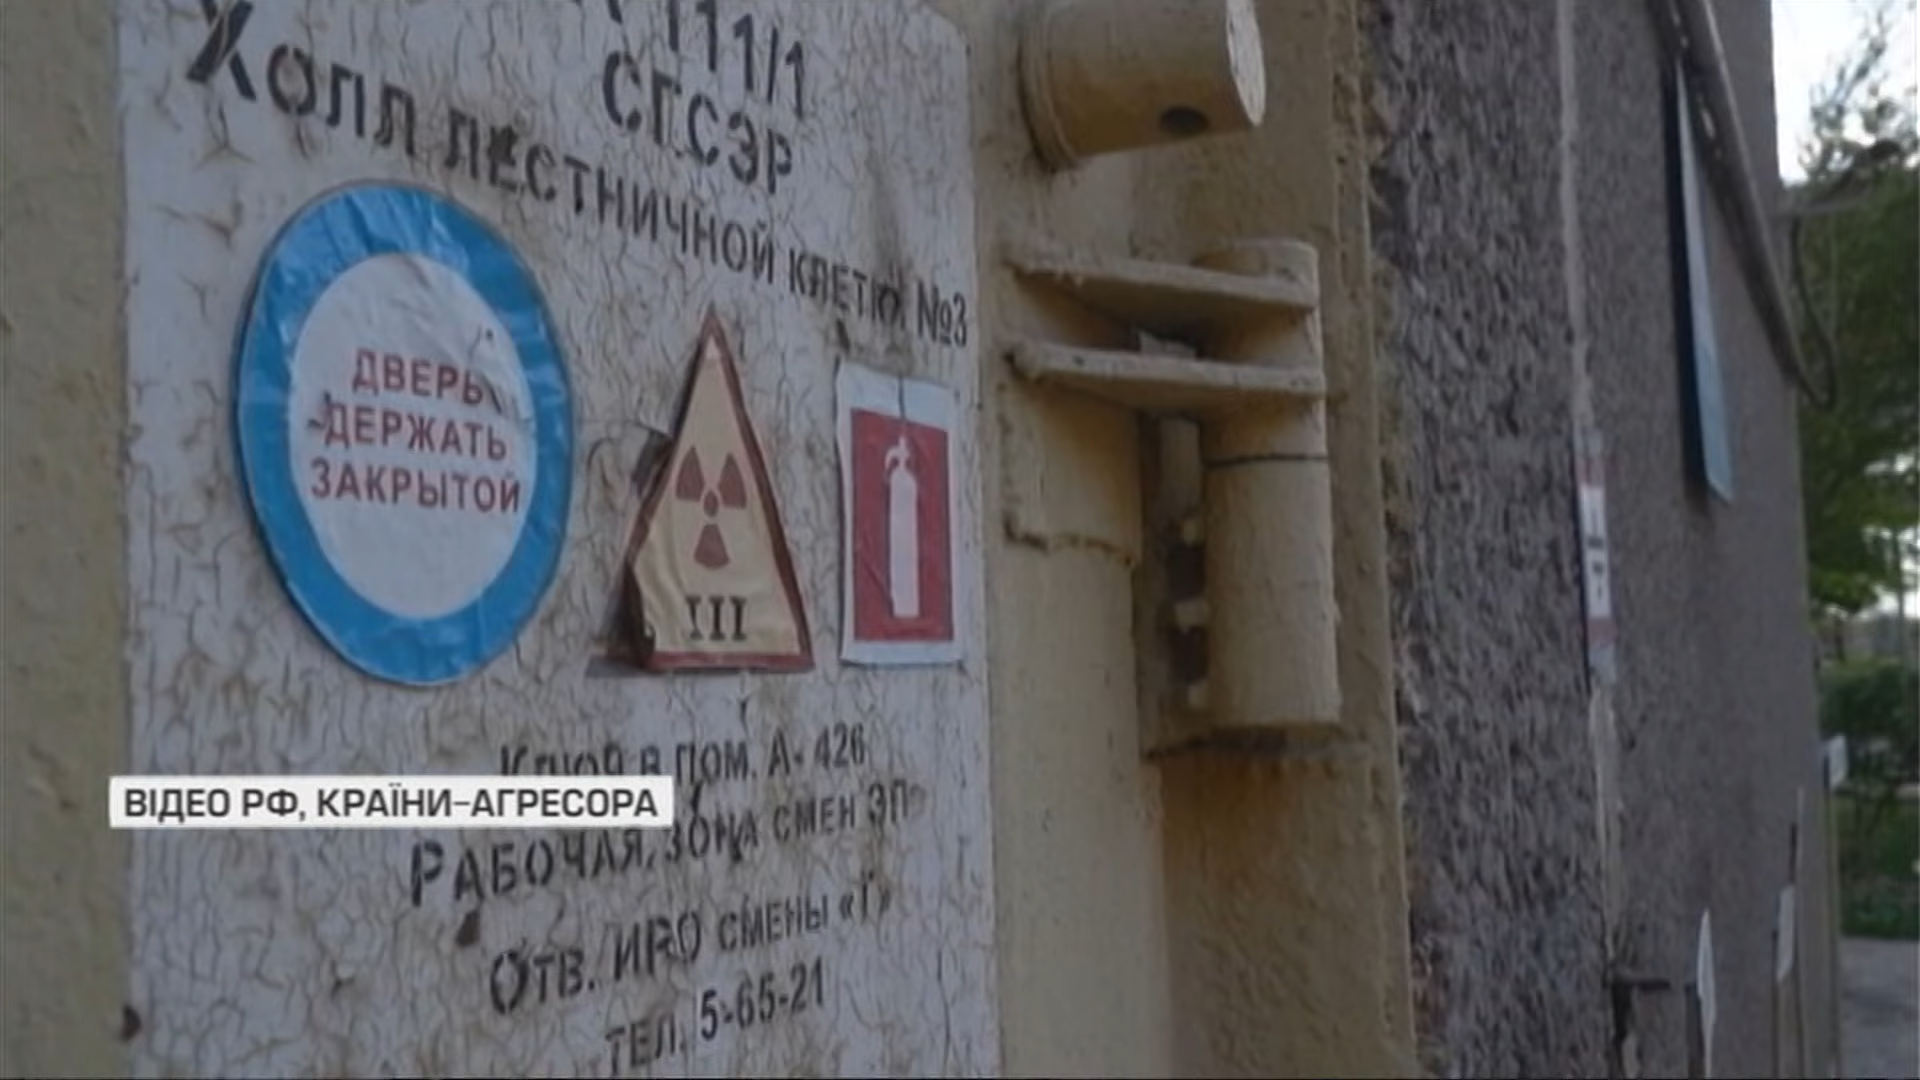 111/1
СГСЭР
Холл лестничной клетки №3
ДВЕРЬ
ДЕРЖАТЬ
ЗАКРЫТОЙ
III
Ключ в пом. А-426
ВІДЕО РФ, КРАЇНИ-АГРЕСОРА
Рабочая зона смен ЭП
Отв. ИРО смены «Г»
тел. 5-65-21